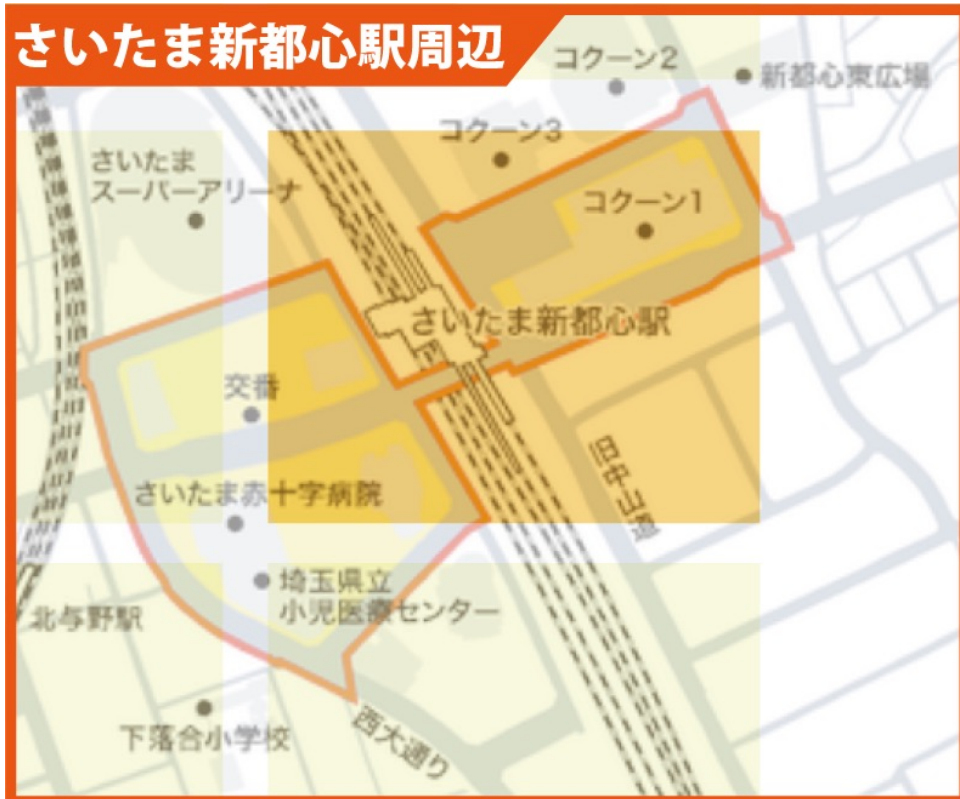 さいたま新都心駅周辺
コクーン2
新都心東広場
コクーン3
さいたま
スーパーアリーナ
コクーン1
さいたま新都心駅
交番
旧中山道
さいたま赤十字病院
埼玉県立
小児医療センター
北与野駅
下落合小学校
西大通り